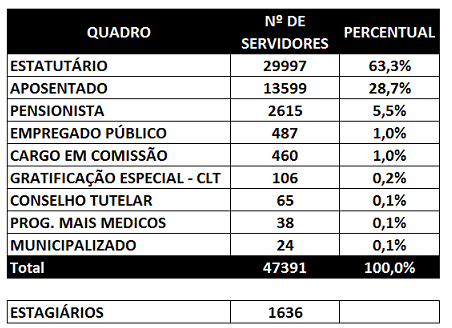 QUADRO Nº DE SERVIDORES PERCENTUAL
ESTATUTÁRIO 29997 63,3%
APOSENTADO 13599 28,7%
PENSIONISTA 2615 5,5%
EMPREGADO PÚBLICO 487 1,0%
CARGO EM COMISSÃO 460 1,0%
GRATIFICAÇÃO ESPECIAL - CLT 106 0,2%
CONSELHO TUTELAR 65 0,1%
PROG. MAIS MEDICOS 38 0,1%
MUNICIPALIZADO 24 0,1%
Total 47391 100,0%
ESTAGIÁRIOS 1636